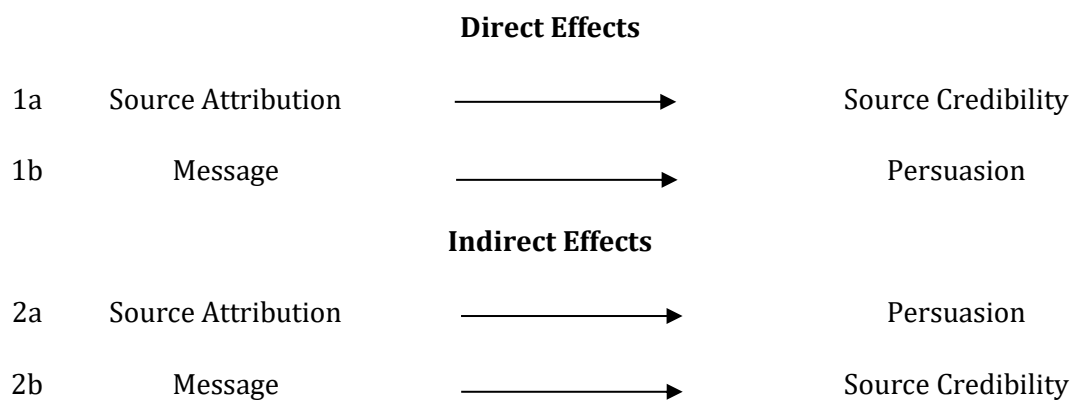 Direct Effects
1a Source Attribution Source Credibility
1b Message Persuasion
Indirect Effects
2a Source Attribution Persuasion
2b Message Source Credibility